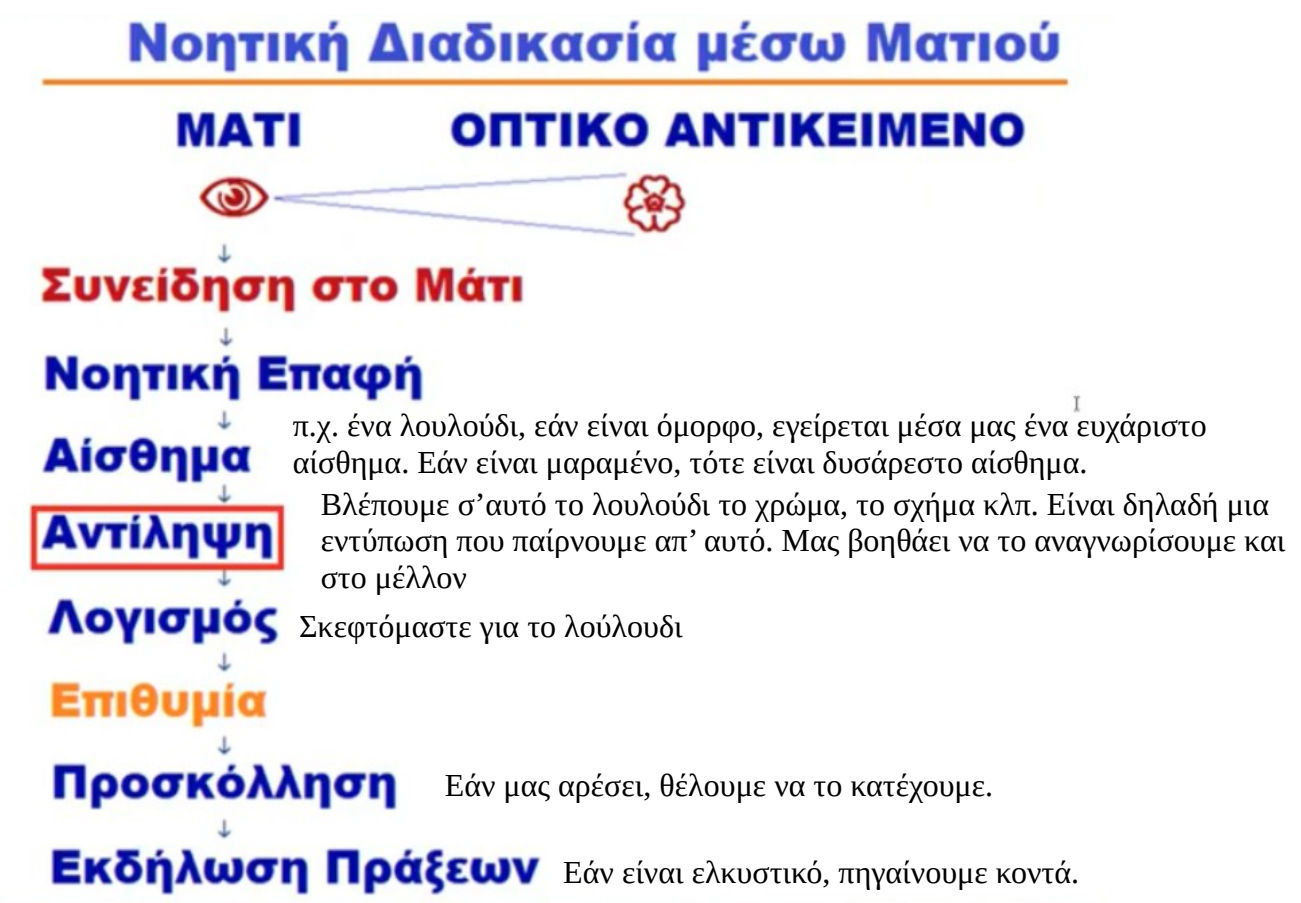 Νοητική Διαδικασία μέσω Ματιού
ΜΑΤΙ ΟΠΤΙΚΟ ΑΝΤΙΚΕΙΜΕΝΟ
Συνείδηση στο Μάτι
Νοητική Επαφή
Αίσθημα
π.χ. ένα λουλούδι, εάν είναι όμορφο, εγείρεται μέσα μας ένα ευχάριστο
αίσθημα. Εάν είναι μαραμένο, τότε είναι δυσάρεστο αίσθημα.
Αντίληψη
Βλέπουμε σ’αυτό το λουλούδι το χρώμα, το σχήμα κλπ. Είναι δηλαδή μια
εντύπωση που παίρνουμε απ’ αυτό. Μας βοηθάει να το αναγνωρίσουμε και
στο μέλλον
Λογισμός Σκεφτόμαστε για το λούλουδι
Επιθυμία
Προσκόλληση Εάν μας αρέσει, θέλουμε να το κατέχουμε.
Εκδήλωση Πράξεων Εάν είναι ελκυστικό, πηγαίνουμε κοντά.